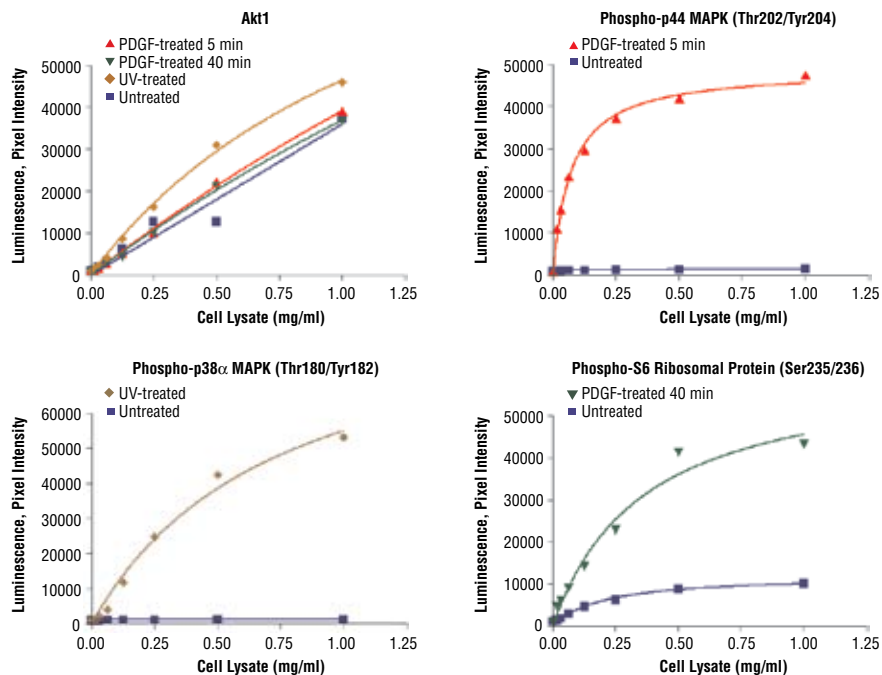 Akt1
PDGF-treated 5 min
PDGF-treated 40 min
UV-treated
Untreated
Luminescence, Pixel Intensity
50000
40000
30000
20000
10000
0
0.00 0.25 0.50 0.75 1.00 1.25
Cell Lysate (mg/ml)
Phospho-p44 MAPK (Thr202/Tyr204)
PDGF-treated 5 min
Untreated
Luminescence, Pixel Intensity
50000
40000
30000
20000
10000
0
0.00 0.25 0.50 0.75 1.00 1.25
Cell Lysate (mg/ml)
Phospho-p38α MAPK (Thr180/Tyr182)
UV-treated
Untreated
Luminescence, Pixel Intensity
60000
50000
40000
30000
20000
10000
0
0.00 0.25 0.50 0.75 1.00 1.25
Cell Lysate (mg/ml)
Phospho-S6 Ribosomal Protein (Ser235/236)
PDGF-treated 40 min
Untreated
Luminescence, Pixel Intensity
50000
40000
30000
20000
10000
0
0.00 0.25 0.50 0.75 1.00 1.25
Cell Lysate (mg/ml)